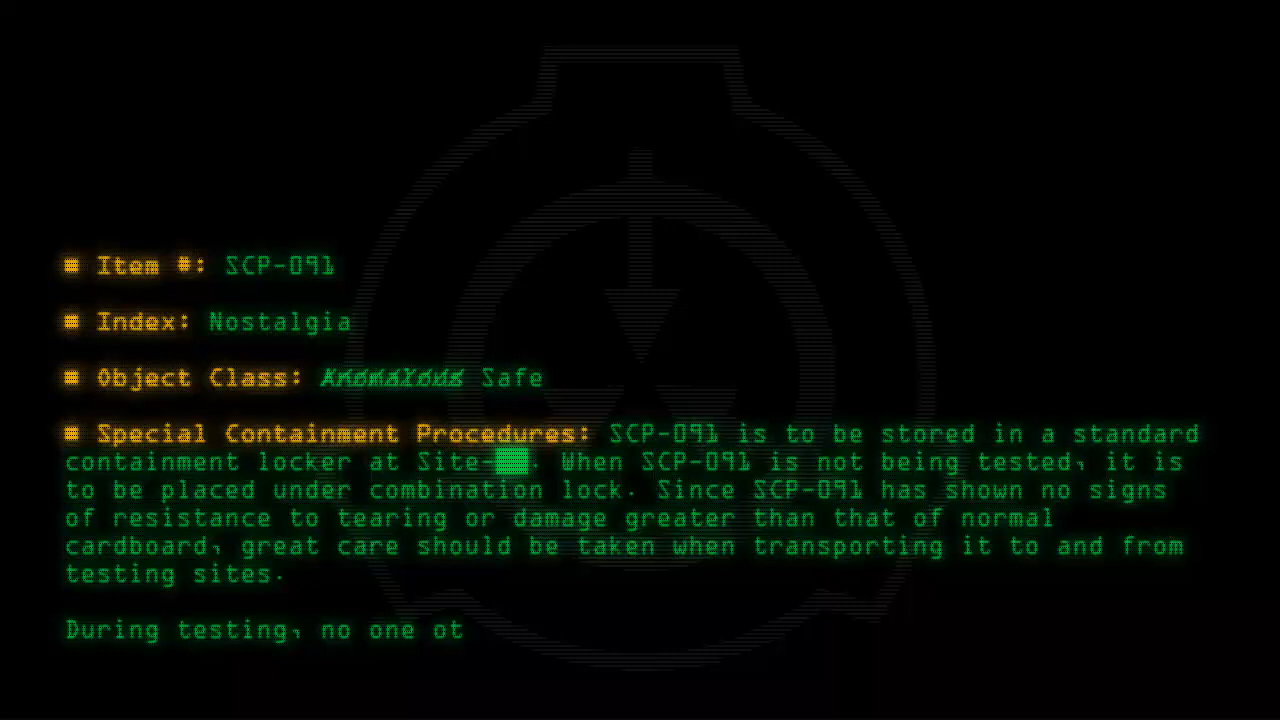 ■ Item #: SCP-091
■ Index: Nostalgia
■ Object Class: Anomalous Safe
■ Special Containment Procedures: SCP-091 is to be stored in a standard
containment locker at Site-██. When SCP-091 is not being tested, it is
to be placed under combination lock. Since SCP-091 has shown no signs
of resistance to tearing or damage greater than that of normal
cardboard, great care should be taken when transporting it to and from
testing sites.
During testing, no one ot